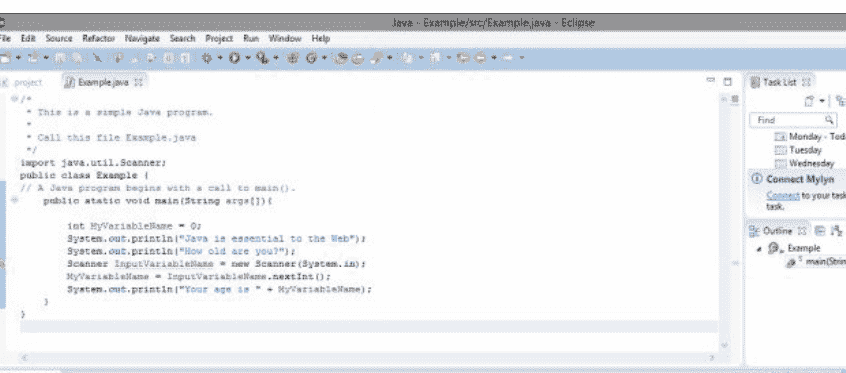 Java - Example/src/Example.java - Eclipse
File Edit Source Refactor Navigate Search Project Run Window Help
project
Example.java
/*
* This is a simple Java program.
*
* Call this file Example.java
*/
import java.util.Scanner;
public class Example {
// A Java program begins with a call to main().
public static void main(String args[]){
int MyVariableName = 0;
System.out.println("Java is essential to the Web");
System.out.println("How old are you?");
Scanner InputVariableName = new Scanner(System.in);
MyVariableName = InputVariableName.nextInt();
System.out.println("Your age is " + MyVariableName);
}
}
Task List
Find
Monday - Tod
Tuesday
Wednesday
Connect Mylyn
Connect to your task
task.
Outline
Example
main(Strin